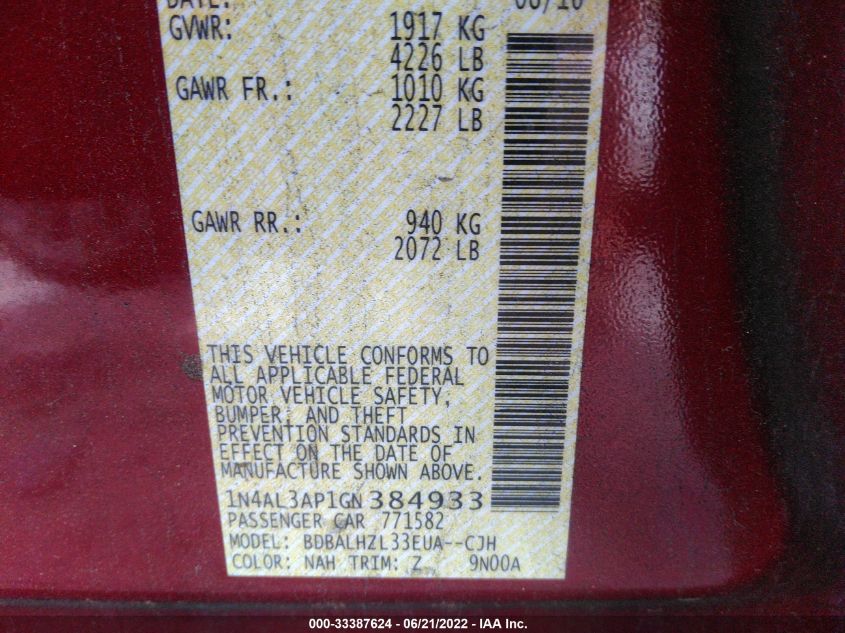 DATE: 06/16
GVWR: 1917 KG
4226 LB
GAWR FR.: 1010 KG
2227 LB
GAWR RR.: 940 KG
2072 LB
THIS VEHICLE CONFORMS TO
ALL APPLICABLE FEDERAL
MOTOR VEHICLE SAFETY,
BUMPER, AND THEFT
PREVENTION STANDARDS IN
EFFECT ON THE DATE OF
MANUFACTURE SHOWN ABOVE.
1N4AL3AP1GN384933
PASSENGER CAR 771582
MODEL: BDBALHZL33EUA--CJH
COLOR: NAH TRIM: Z 9N00A
000-33387624 - 06/21/2022 - IAA Inc.